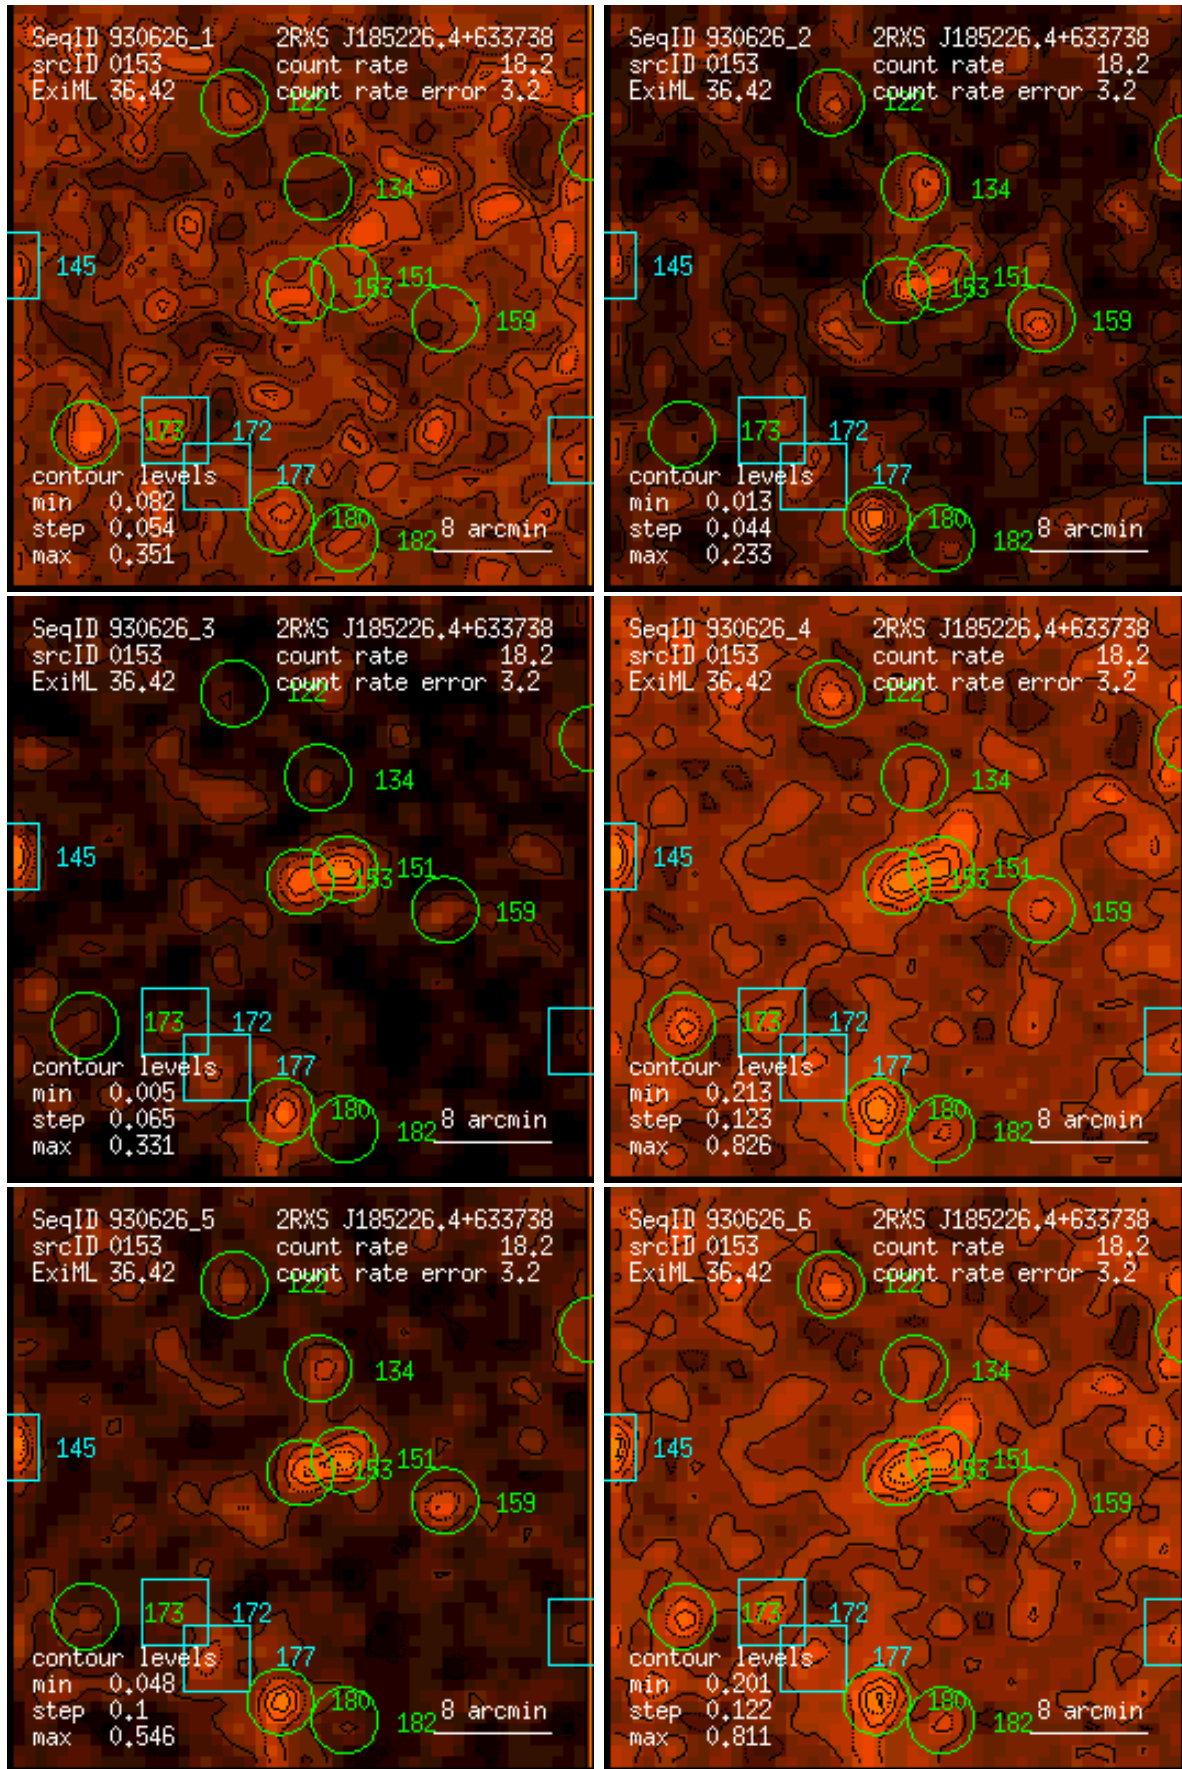 SeqID 930626_1 2RXS J185226.4+633738
srcID 0153 count rate 18.2
ExiML 36.42 count rate error 3.2
122
134
145
153 151
159
173 172
contour levels 177
min 0.082
step 0.054 180 8 arcmin
max 0.351 182
SeqID 930626_2 2RXS J185226.4+633738
srcID 0153 count rate 18.2
ExiML 36.42 count rate error 3.2
122
134
145
153 151
159
173 172
contour levels 177
min 0.013
step 0.044 180 8 arcmin
max 0.233 182
SeqID 930626_3 2RXS J185226.4+633738
srcID 0153 count rate 18.2
ExiML 36.42 count rate error 3.2
122
134
145
153 151
159
173 172
contour levels 177
min 0.005
step 0.065 180 8 arcmin
max 0.331 182
SeqID 930626_4 2RXS J185226.4+633738
srcID 0153 count rate 18.2
ExiML 36.42 count rate error 3.2
122
134
145
153 151
159
173 172
contour levels 177
min 0.213
step 0.123 180 8 arcmin
max 0.826 182
SeqID 930626_5 2RXS J185226.4+633738
srcID 0153 count rate 18.2
ExiML 36.42 count rate error 3.2
122
134
145
153 151
159
173 172
contour levels 177
min 0.048
step 0.1 180 8 arcmin
max 0.546 182
SeqID 930626_6 2RXS J185226.4+633738
srcID 0153 count rate 18.2
ExiML 36.42 count rate error 3.2
122
134
145
153 151
159
173 172
contour levels 177
min 0.201
step 0.122 180 8 arcmin
max 0.811 182